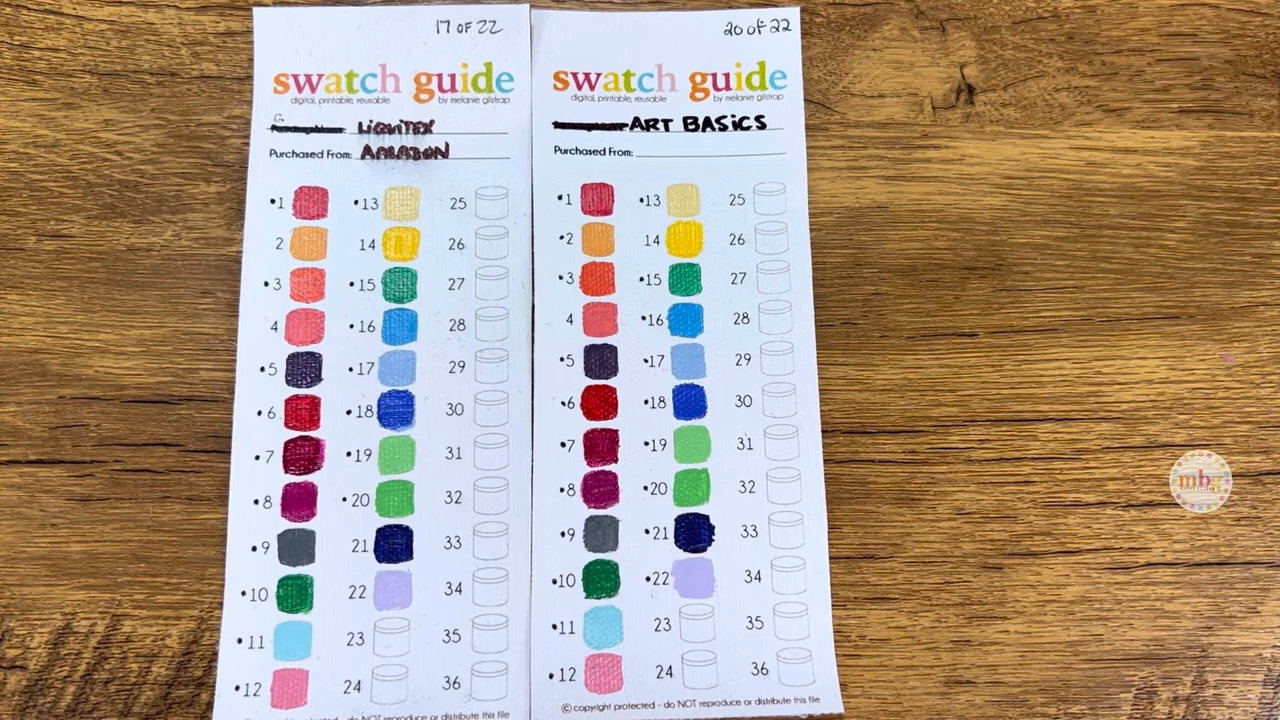 17 OF 22
swatch guide
digital, printable, reusable by melanie gilstrap
G
LIQUITEX
Purchased From: AMAZON
•1 •13 25
2 14 26
•3 •15 27
4 •16 28
•5 •17 29
•6 •18 30
•7 •19 31
•8 •20 32
•9 21 33
•10 22 34
•11 23 35
•12 24 36
copyright protected - do NOT reproduce or distribute this file
20 of 22
swatch guide
digital, printable, reusable by melanie gilstrap
ART BASICS
Purchased From:
•1 •13 25
•2 14 26
•3 •15 27
4 •16 28
•5 •17 29
•6 •18 30
•7 •19 31
•8 •20 32
•9 •21 33
•10 •22 34
•11 23 35
•12 24 36
© copyright protected - do NOT reproduce or distribute this file
mbg